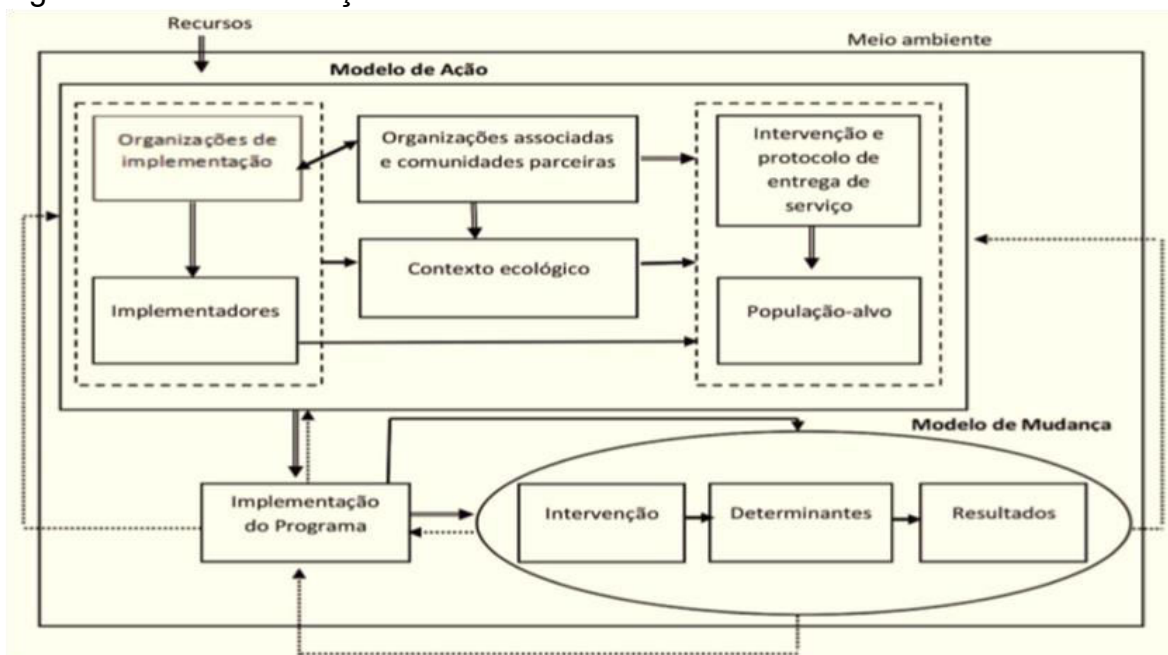 Recursos
Meio ambiente
Modelo de Ação
Organizações de
implementação
Organizações associadas
e comunidades parceiras
Intervenção e
protocolo de
entrega de
serviço
Contexto ecológico
Implementadores
População-alvo
Modelo de Mudança
Implementação
do Programa
Intervenção
Determinantes
Resultados